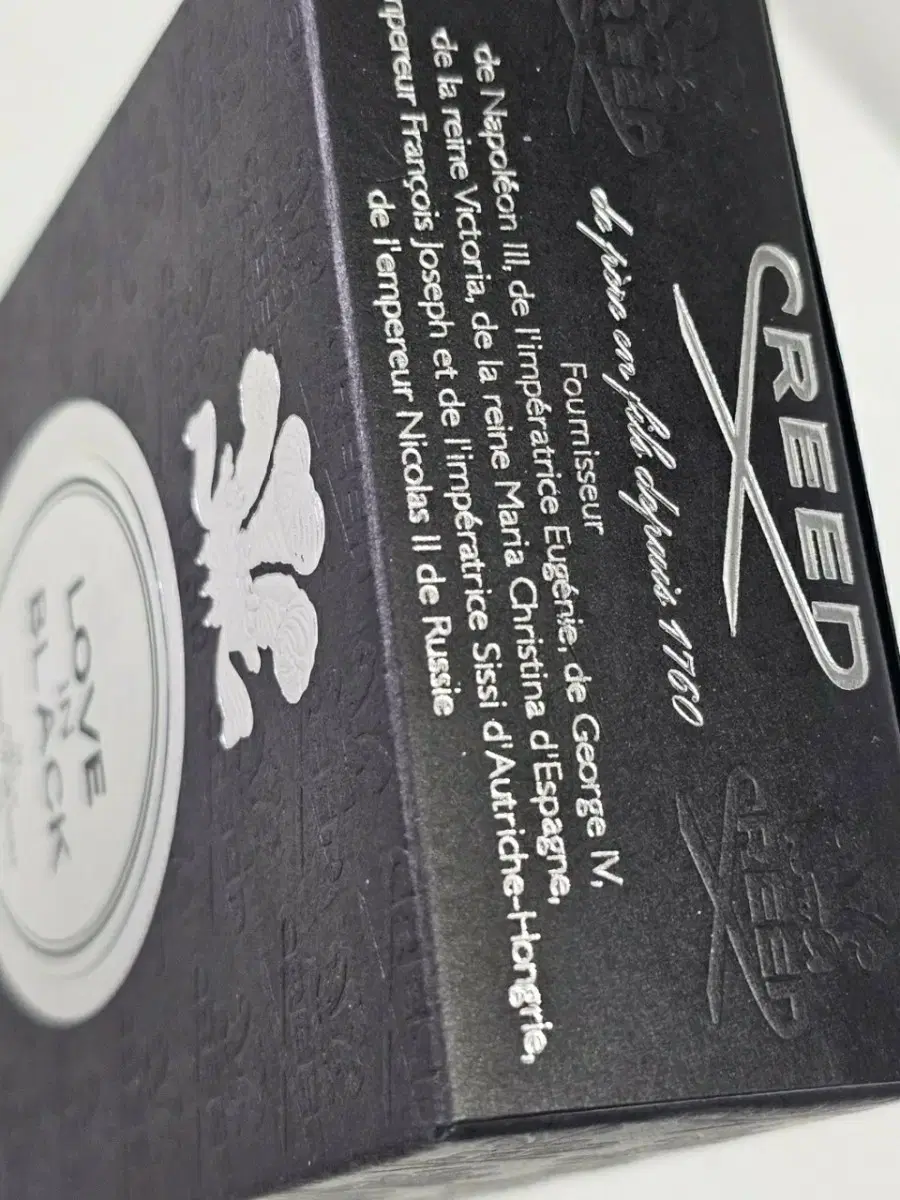 CREED
de père en fils depuis 1760
Fournisseur
de Napoléon III, de l'impératrice Eugénie, de George IV,
de la reine Victoria, de la reine Maria Christina d'Espagne,
François Joseph et de l'impératrice Sissi d'Autriche-Hongrie,
de l'empereur Nicolas II de Russie
CREED
CREED
LOVE
IN
BLACK